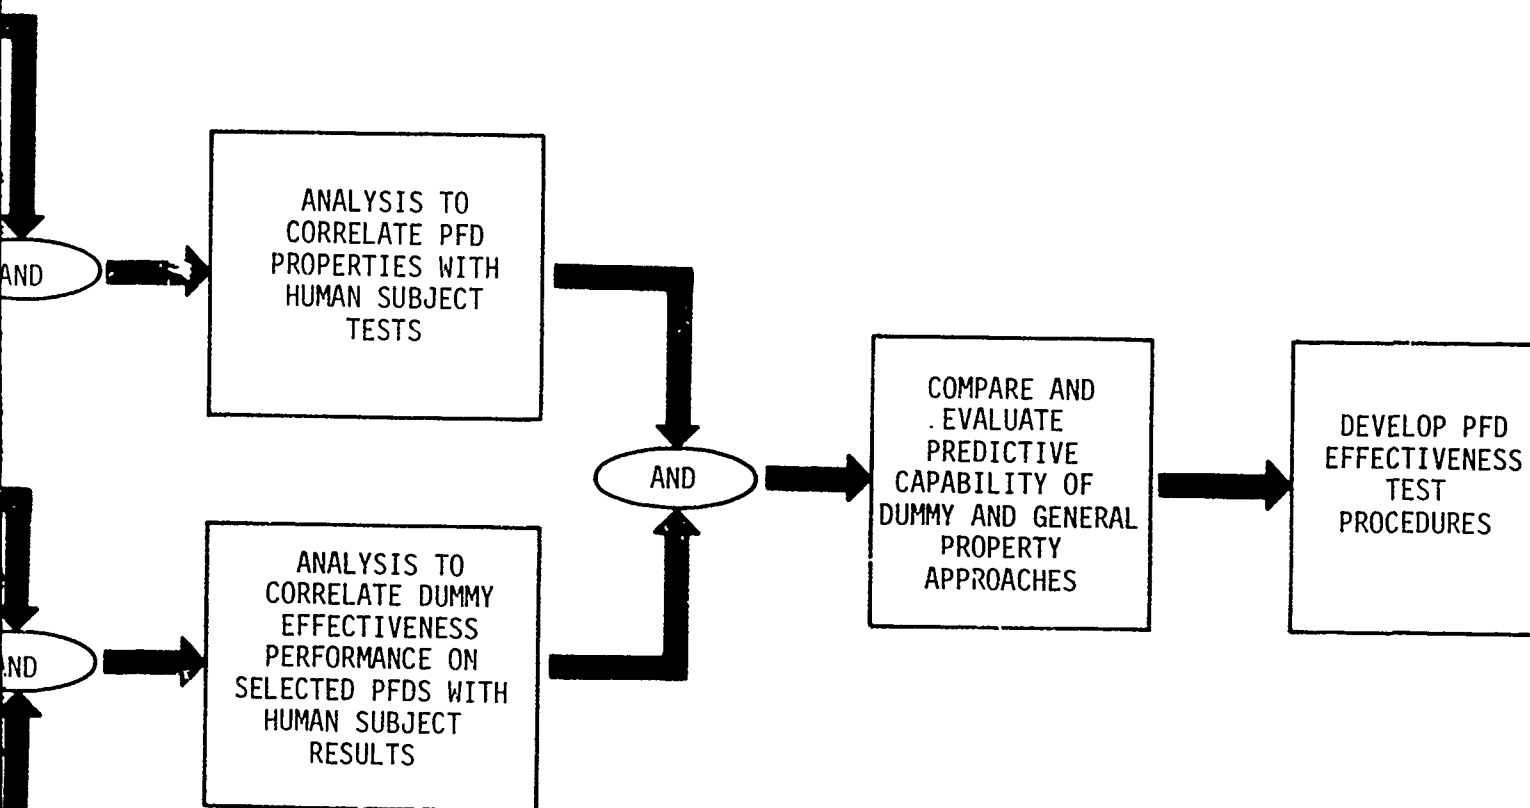 AND
ANALYSIS TO
CORRELATE PFD
PROPERTIES WITH
HUMAN SUBJECT
TESTS
AND
ANALYSIS TO
CORRELATE DUMMY
EFFECTIVENESS
PERFORMANCE ON
SELECTED PFDS WITH
HUMAN SUBJECT
RESULTS
AND
COMPARE AND
EVALUATE
PREDICTIVE
CAPABILITY OF
DUMMY AND GENERAL
PROPERTY
APPROACHES
DEVELOP PFD
EFFECTIVENESS
TEST
PROCEDURES